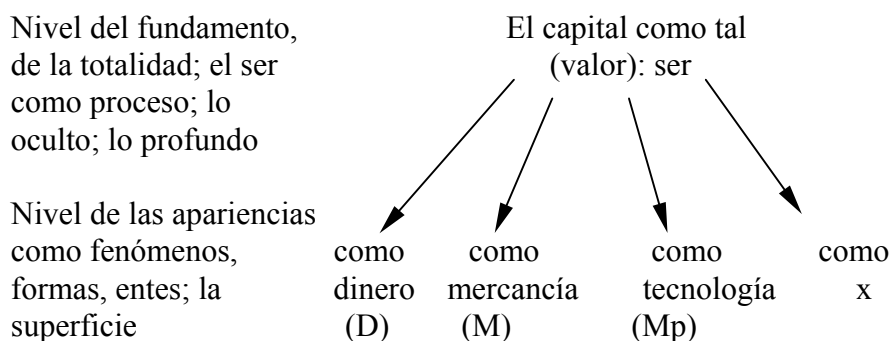 Nivel del fundamento,
de la totalidad; el ser
como proceso; lo
oculto; lo profundo
El capital como tal
(valor): ser
Nivel de las apariencias
como fenómenos,
formas, entes; la
superficie
como como como como
dinero mercancía tecnología x
(D) (M) (Mp)